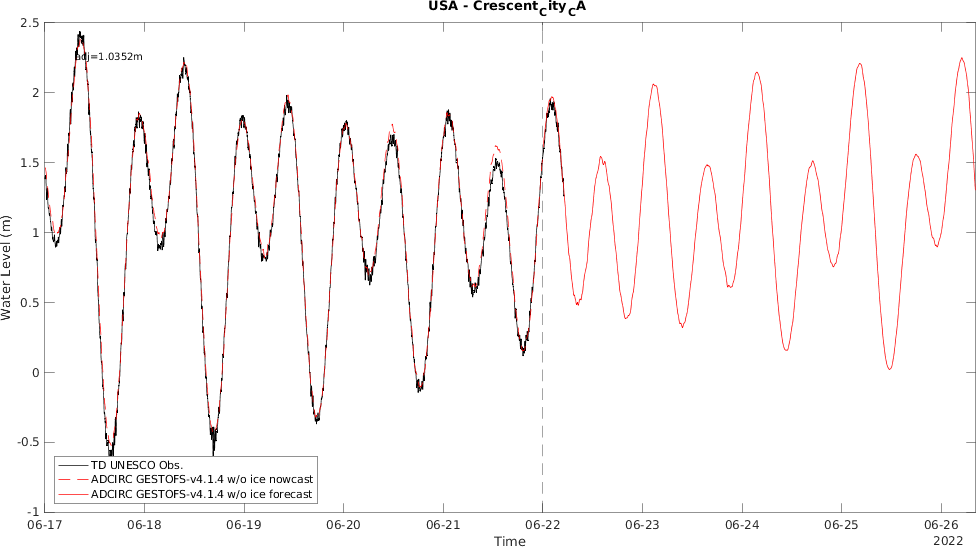 USA - Crescent_City_CA
2.5
adj=1.0352m
2
1.5
1
0.5
0
-0.5
-1
Water Level (m)
TD UNESCO Obs.
ADCIRC GESTOFS-v4.1.4 w/o ice nowcast
ADCIRC GESTOFS-v4.1.4 w/o ice forecast
06-17 06-18 06-19 06-20 06-21 06-22 06-23 06-24 06-25 06-26
Time
2022